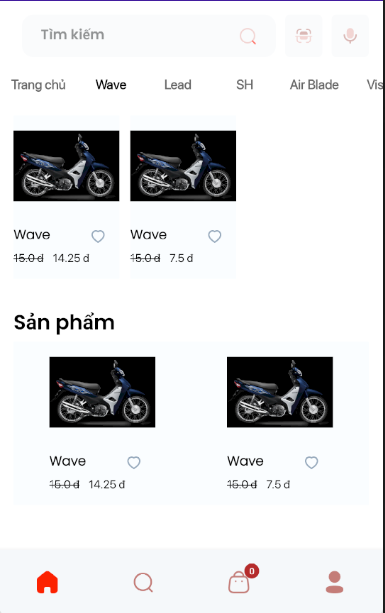 Tìm kiếm
Trang chủ Wave Lead SH Air Blade Vis
Wave Wave
15.0 đ 14.25 đ 15.0 đ 7.5 đ
Sản phẩm
Wave Wave
15.0 đ 14.25 đ 15.0 đ 7.5 đ
0